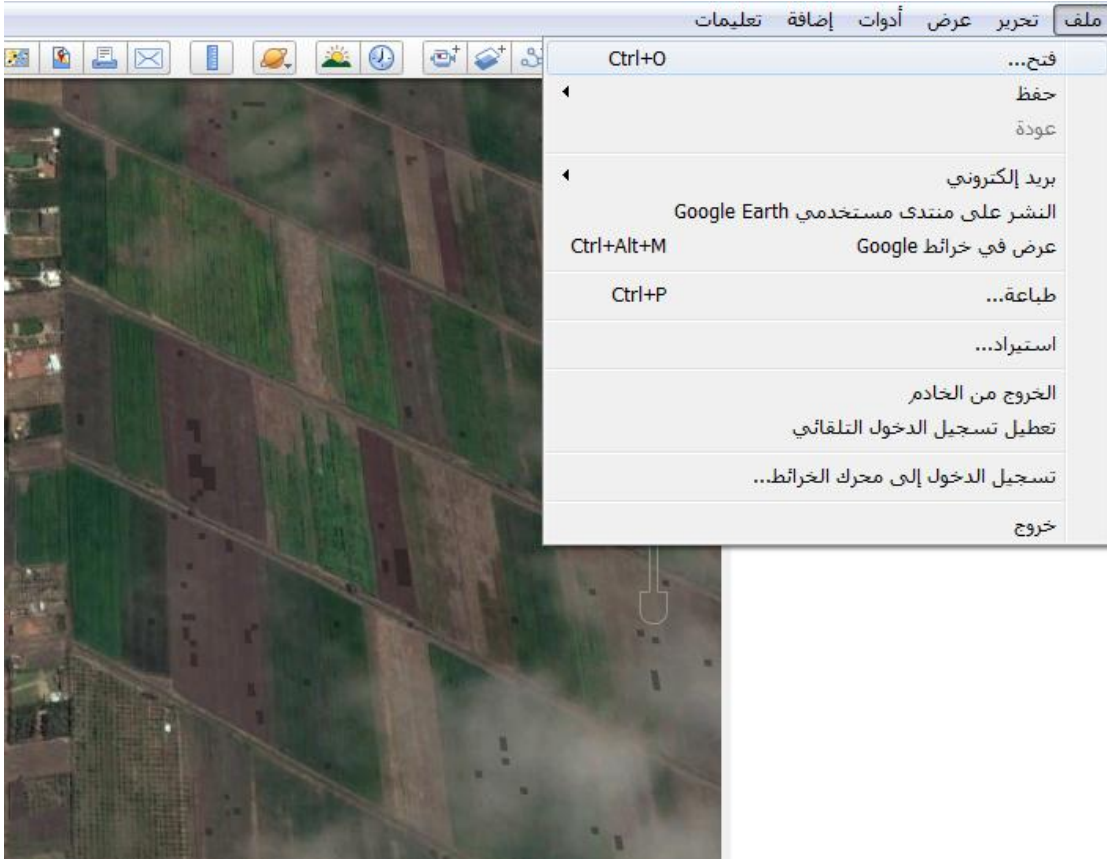 ملف تحرير عرض أدوات إضافة تعليمات
فتح... Ctrl+O
حفظ
عودة
بريد إلكتروني
النشر على منتدى مستخدمي Google Earth
عرض في خرائط Google Ctrl+Alt+M
طباعة... Ctrl+P
استيراد...
الخروج من الخادم
تعطيل تسجيل الدخول التلقائي
تسجيل الدخول إلى محرك الخرائط...
خروج